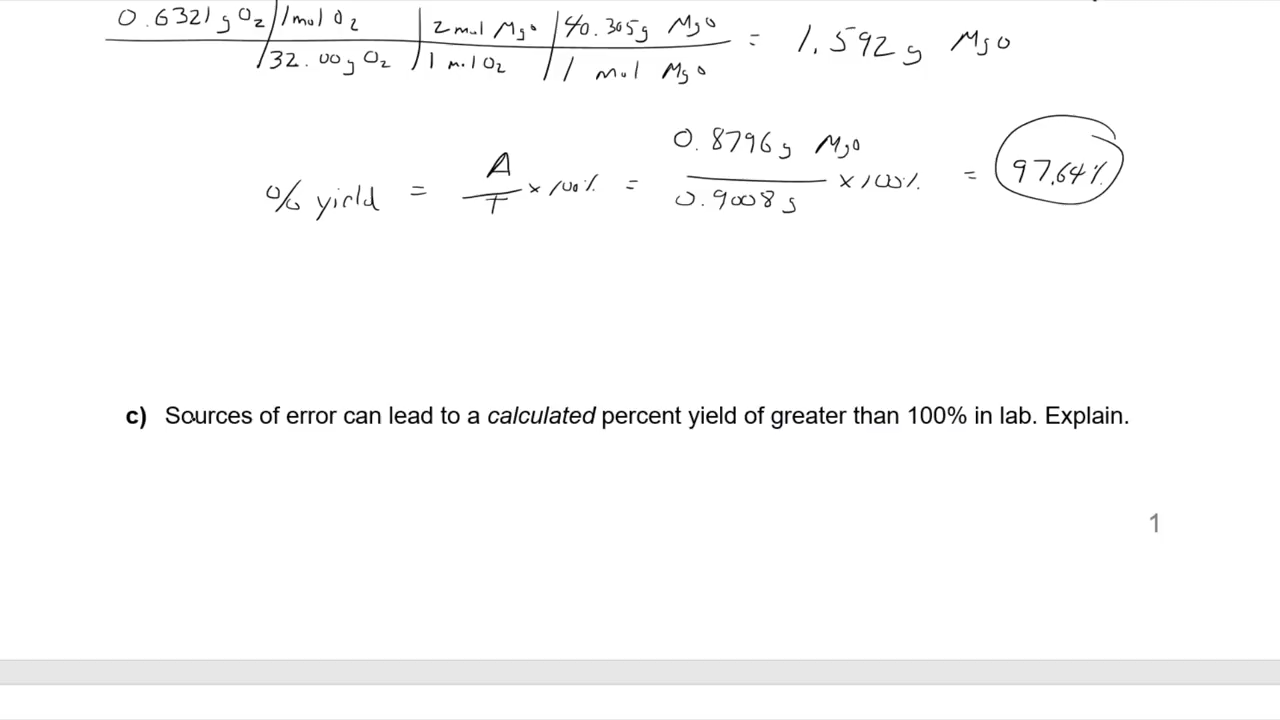 0.6321 g O2 | 1 mol O2 | 2 mol MgO | 40.305g MgO = 1.592 g MgO
32.00g O2 | 1 mol O2 | 1 mol MgO
0.8796 g MgO
% yield = A/T × 100% = × 100% = 97.64%
0.9008 g
c) Sources of error can lead to a calculated percent yield of greater than 100% in lab. Explain.
1